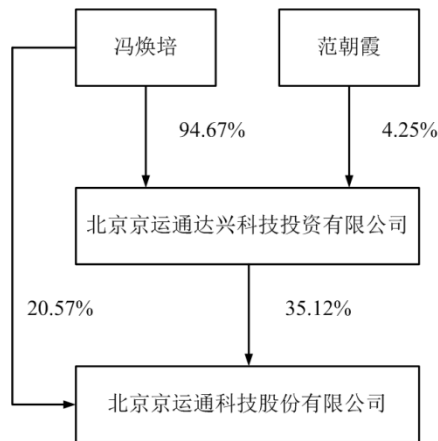 冯焕培
范朝霞
94.67%
4.25%
北京京运通达兴科技投资有限公司
20.57%
35.12%
北京京运通科技股份有限公司